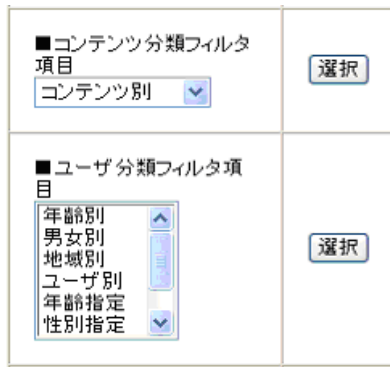 ■コンテンツ分類フィルタ
項目
コンテンツ別
選択
■ユーザ分類フィルタ項
目
年齢別
男女別
地域別
ユーザ別
年齢指定
性別指定
選択